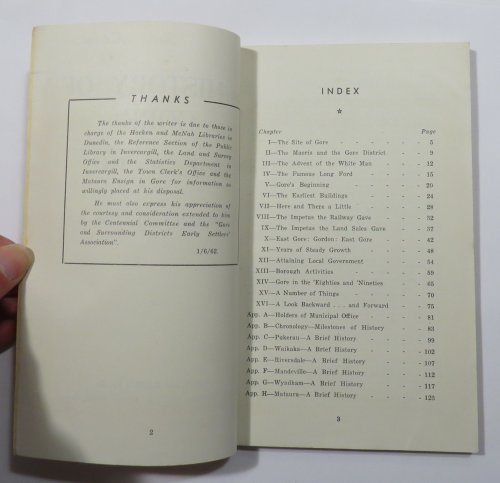 THANKS
The thanks of the writer is due to those in
charge of the Hocken and McNab Libraries in
Dunedin, the Reference Section of the Public
Library in Invercargill, the Land and Survey
Office and the Statistics Department in
Invercargill, the Town Clerk's Office and the
Mataura Ensign in Gore for information so
willingly placed at his disposal.
He must also express his appreciation of
the courtesy and consideration extended to him
by the Centennial Committee and the "Gore
and Surrounding Districts Early Settlers'
Association".
1/6/62.
2
INDEX
Chapter Page
I—The Site of Gore - - - - 5
II—The Maoris and the Gore District - - - - 9
III—The Advent of the White Man - - - - 12
IV—The Famous Long Ford - - - - 15
V—Gore's Beginning - - - - 20
VI—The Earliest Buildings - - - - 24
VII—Here and There a Little - - - - 28
VIII—The Impetus the Railway Gave - - - - 32
IX—The Impetus the Land Sales Gave - - - - 34
X—East Gore: Gordon: East Gore - - - - 38
XI—Years of Steady Growth - - - - 43
XII—Attaining Local Government - - - - 54
XIII—Borough Activities - - - - 59
XIV—Gore in the 'Eighties and 'Nineties - - - - 65
XV—A Number of Things - - - - 70
XVI—A Look Backward . . . and Forward - - - - 75
App. A—Holders of Municipal Office - - - - 81
App. B—Chronology—Milestones of History - - - - 83
App. C—Pukerau—A Brief History - - - - 99
App. D—Waikaka—A Brief History - - - - 102
App. E—Riversdale—A Brief History - - - - 107
App. F—Mandeville—A Brief History - - - - 112
App. G—Wyndham—A Brief History - - - - 117
App. H—Mataura—A Brief History - - - - 125
3